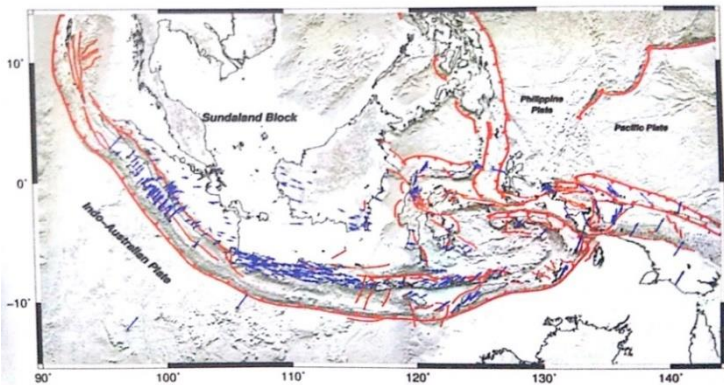 10°
0°
-10°
Sundaland Block
Philippine
Plate
Pacific Plate
Indo-Australian Plate
90° 100° 110° 120° 130° 140°